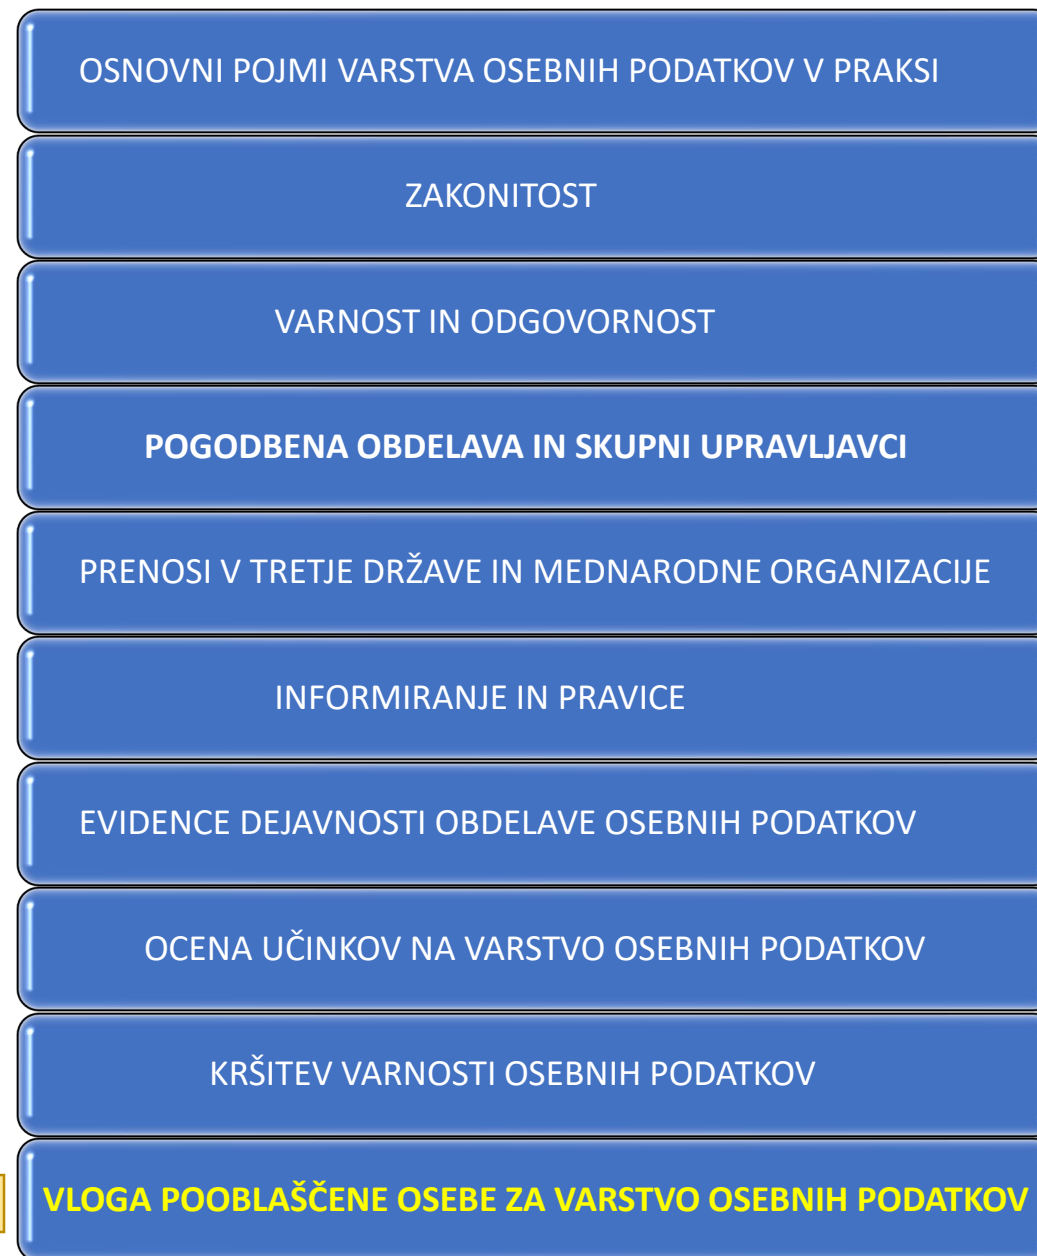 OSNOVNI POJMI VARSTVA OSEBNIH PODATKOV V PRAKSI
ZAKONITOST
VARNOST IN ODGOVORNOST
POGODBENA OBDELAVA IN SKUPNI UPRAVLJAVCI
PRENOSI V TRETJE DRŽAVE IN MEDNARODNE ORGANIZACIJE
INFORMIRANJE IN PRAVICE
EVIDENCE DEJAVNOSTI OBDELAVE OSEBNIH PODATKOV
OCENA UČINKOV NA VARSTVO OSEBNIH PODATKOV
KRŠITEV VARNOSTI OSEBNIH PODATKOV
VLOGA POOBLAŠČENE OSEBE ZA VARSTVO OSEBNIH PODATKOV